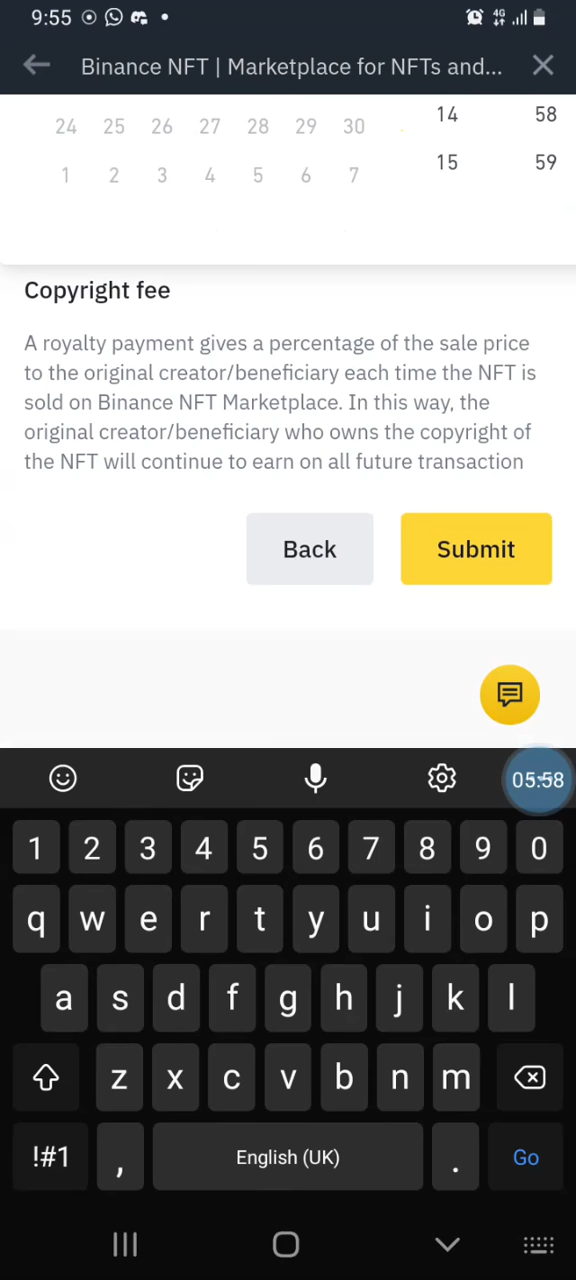 9:55
4G
Binance NFT | Marketplace for NFTs and...
24 25 26 27 28 29 30 14 58
1 2 3 4 5 6 7 15 59
Copyright fee
A royalty payment gives a percentage of the sale price
to the original creator/beneficiary each time the NFT is
sold on Binance NFT Marketplace. In this way, the
original creator/beneficiary who owns the copyright of
the NFT will continue to earn on all future transaction
Back Submit
05:58
1 2 3 4 5 6 7 8 9 0
q w e r t y u i o p
a s d f g h j k l
z x c v b n m
!#1 , English (UK) . Go